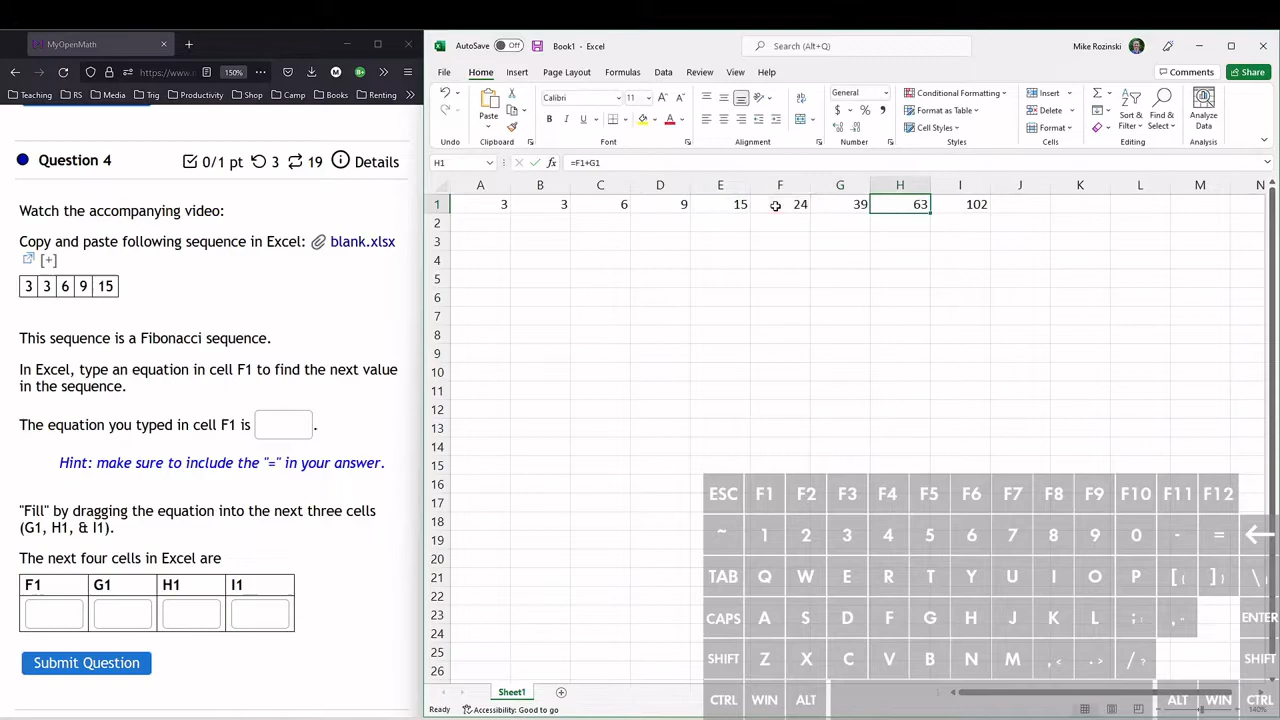 MyOpenMath
https://www.
150%
Teaching RS Media Trig Productivity Shop Camp Books Renting
Question 4 0/1 pt 3 19 Details
Watch the accompanying video:
Copy and paste following sequence in Excel: blank.xlsx
[+]
3 3 6 9 15
This sequence is a Fibonacci sequence.
In Excel, type an equation in cell F1 to find the next value
in the sequence.
The equation you typed in cell F1 is .
Hint: make sure to include the "=" in your answer.
"Fill" by dragging the equation into the next three cells
(G1, H1, & I1).
The next four cells in Excel are
F1 G1 H1 I1
Submit Question
AutoSave Off Book1 - Excel Search (Alt+Q) Mike Rozinski
File Home Insert Page Layout Formulas Data Review View Help Comments Share
Paste
Calibri 11
B I U
General
$ % ,
Conditional Formatting
Format as Table
Cell Styles
Insert
Delete
Format
Sort & Filter
Find & Select
Analyze Data
Undo Clipboard Font Alignment Number Styles Cells Editing Analysis
H1 fx =F1+G1
A B C D E F G H I J K L M N
1 3 3 6 9 15 24 39 63 102
2
3
4
5
6
7
8
9
10
11
12
13
14
15
16
17
18
19
20
21
22
23
24
25
26
ESC F1 F2 F3 F4 F5 F6 F7 F8 F9 F10 F11 F12
~ 1 2 3 4 5 6 7 8 9 0 - =
TAB Q W E R T Y U I O P [ { ] } \
CAPS A S D F G H J K L ; ENTER
SHIFT Z X C V B N M , < . > / ? SHIFT
CTRL WIN ALT ALT WIN CTRL
Sheet1
Ready Accessibility: Good to go 140%